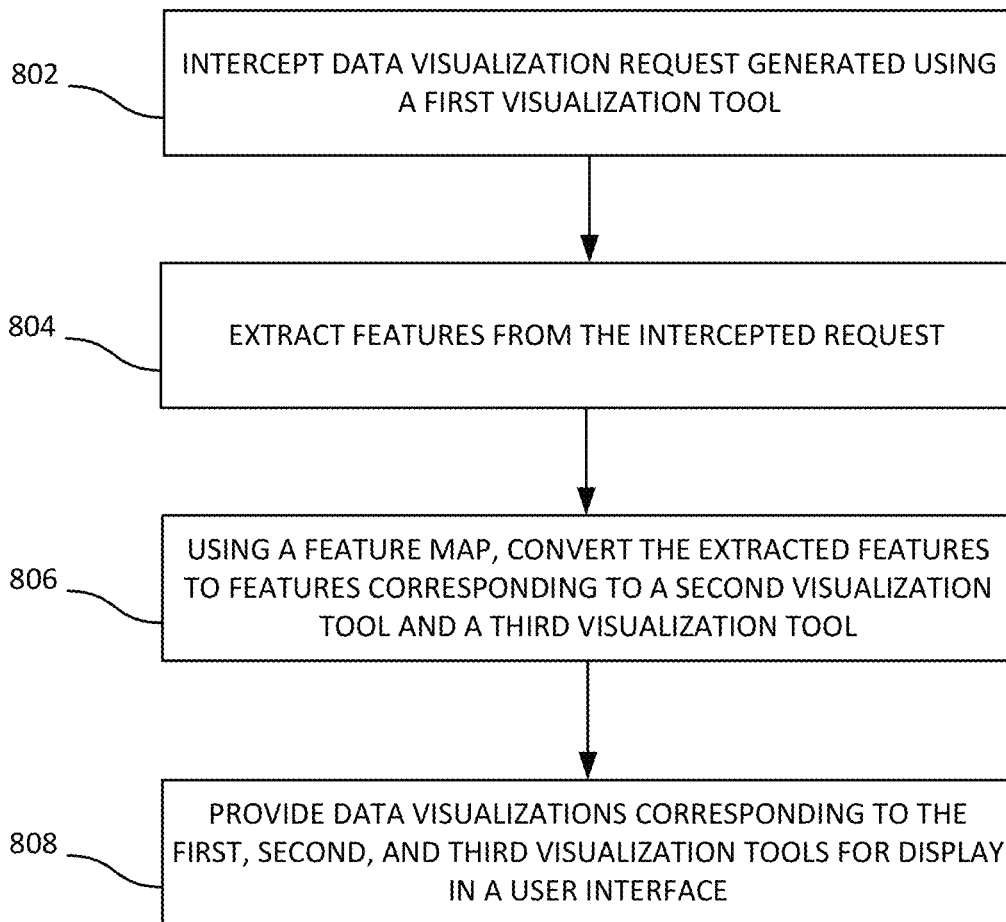 802
INTERCEPT DATA VISUALIZATION REQUEST GENERATED USING
A FIRST VISUALIZATION TOOL
804
EXTRACT FEATURES FROM THE INTERCEPTED REQUEST
806
USING A FEATURE MAP, CONVERT THE EXTRACTED FEATURES
TO FEATURES CORRESPONDING TO A SECOND VISUALIZATION
TOOL AND A THIRD VISUALIZATION TOOL
808
PROVIDE DATA VISUALIZATIONS CORRESPONDING TO THE
FIRST, SECOND, AND THIRD VISUALIZATION TOOLS FOR DISPLAY
IN A USER INTERFACE